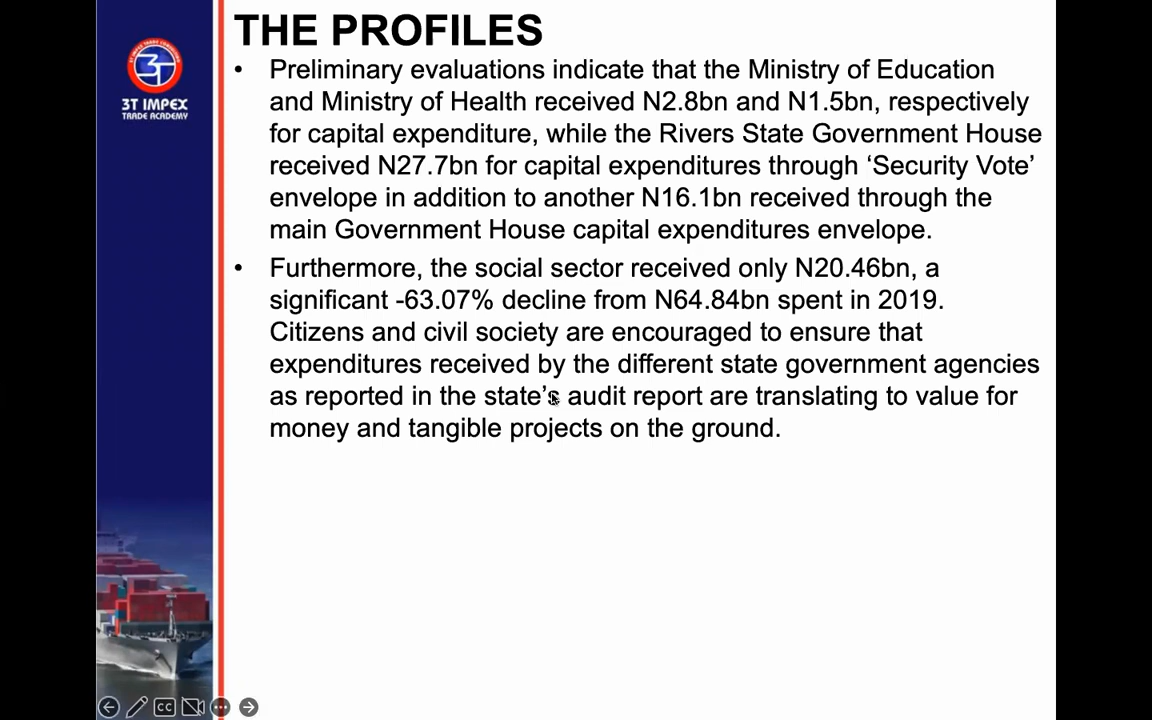 THE PROFILES
3T IMPEX
TRADE ACADEMY
• Preliminary evaluations indicate that the Ministry of Education
and Ministry of Health received N2.8bn and N1.5bn, respectively
for capital expenditure, while the Rivers State Government House
received N27.7bn for capital expenditures through ‘Security Vote’
envelope in addition to another N16.1bn received through the
main Government House capital expenditures envelope.
• Furthermore, the social sector received only N20.46bn, a
significant -63.07% decline from N64.84bn spent in 2019.
Citizens and civil society are encouraged to ensure that
expenditures received by the different state government agencies
as reported in the state’s audit report are translating to value for
money and tangible projects on the ground.
CC